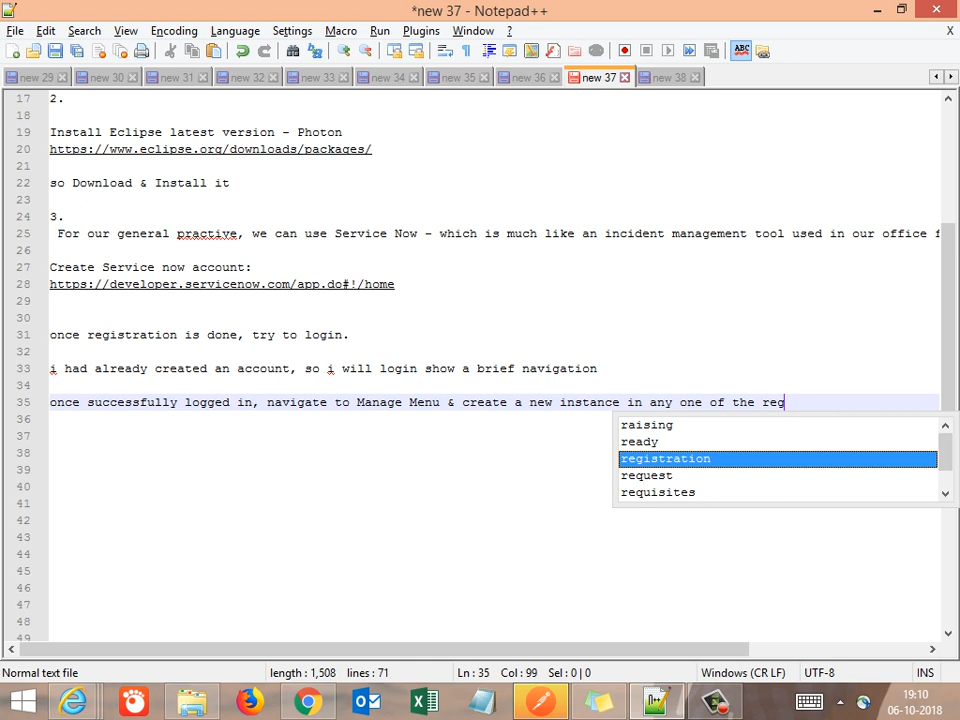 *new 37 - Notepad++
File Edit Search View Encoding Language Settings Macro Run Plugins Window ? X
new 29 new 30 new 31 new 32 new 33 new 34 new 35 new 36 new 37 new 38
17 2.
18
19 Install Eclipse latest version - Photon
20 https://www.eclipse.org/downloads/packages/
21
22 so Download & Install it
23
24 3.
25 For our general practive, we can use Service Now - which is much like an incident management tool used in our office f
26
27 Create Service now account:
28 https://developer.servicenow.com/app.do#!/home
29
30
31 once registration is done, try to login.
32
33 i had already created an account, so i will login show a brief navigation
34
35 once successfully logged in, navigate to Manage Menu & create a new instance in any one of the reg
36
raising
37
ready
38
registration
39
request
40
requisites
41
42
43
44
45
46
47
48
49
Normal text file length : 1,508 lines : 71 Ln : 35 Col : 99 Sel : 0 | 0 Windows (CR LF) UTF-8 INS
19:10
06-10-2018